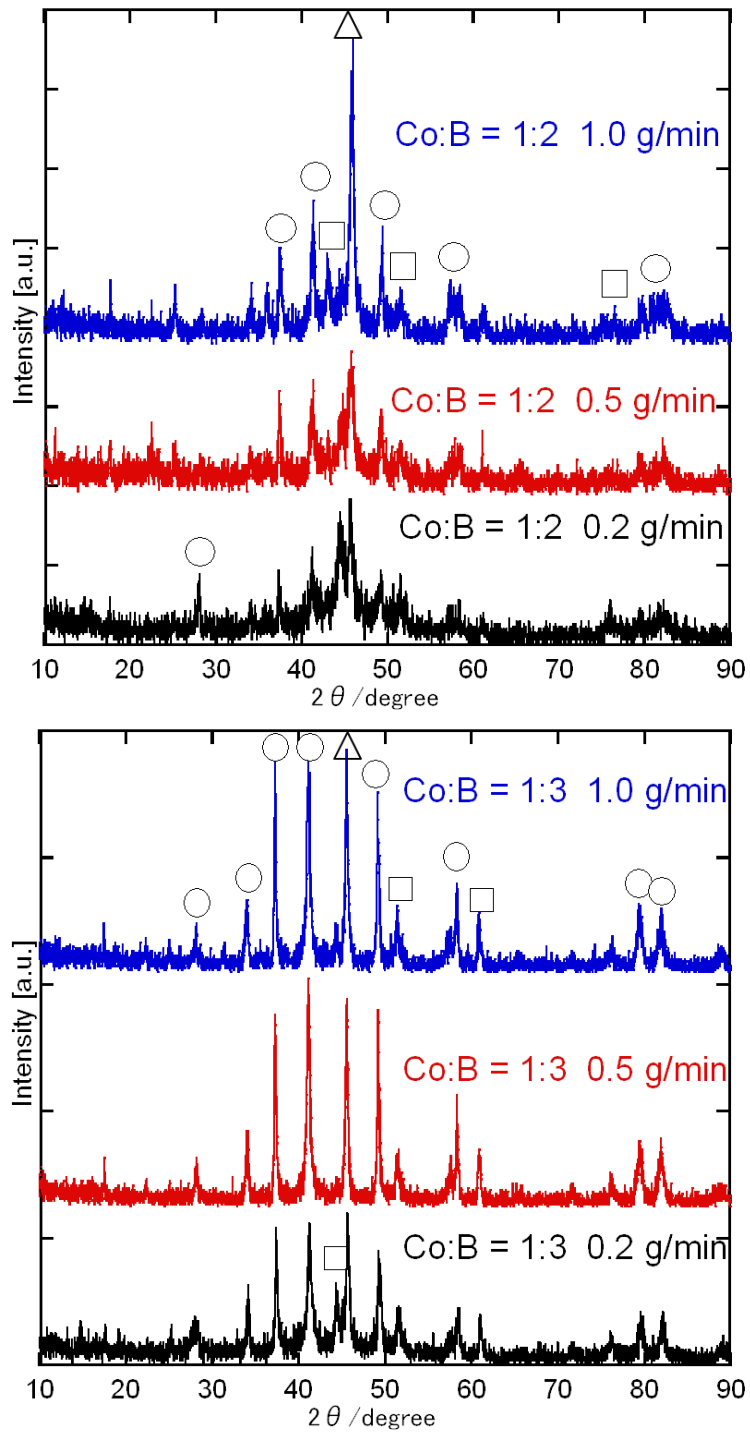 Co:B = 1:2 1.0 g/min
Co:B = 1:2 0.5 g/min
Co:B = 1:2 0.2 g/min
Intensity [a.u.]
10 20 30 40 50 60 70 80 90
2 θ /degree
Co:B = 1:3 1.0 g/min
Co:B = 1:3 0.5 g/min
Co:B = 1:3 0.2 g/min
Intensity [a.u.]
10 20 30 40 50 60 70 80 90
2 θ /degree